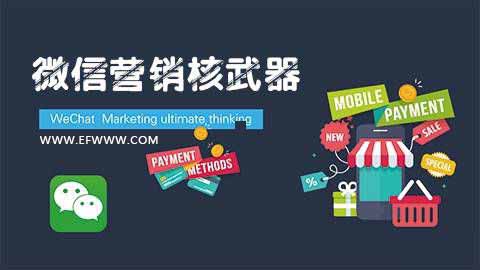 微信营销核武器
WeChat Marketing ultimate thinking
WWW.EFWWW.COM
PAYMENT
METHODS
MOBILE
PAYMENT
NEW
SALE
SPECIAL
%